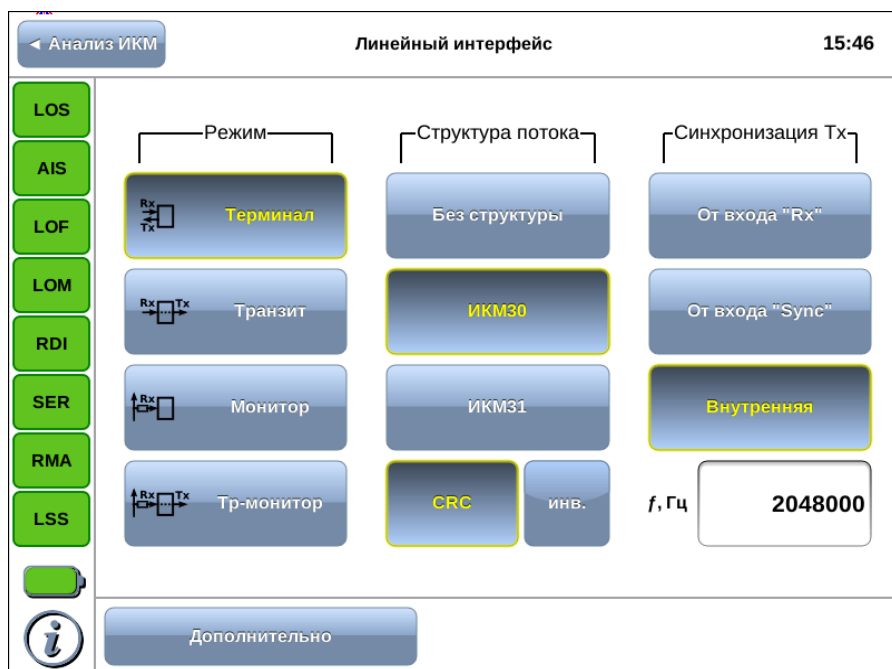 ◄ Анализ ИКМ
Линейный интерфейс
15:46
LOS
AIS
LOF
LOM
RDI
SER
RMA
LSS
i
Режим
Rx
Tx
Терминал
Rx Tx
Транзит
Rx
Монитор
Rx Tx
Тр-монитор
Структура потока
Без структуры
ИКМ30
ИКМ31
CRC
инв.
Синхронизация Tx
От входа "Rx"
От входа "Sync"
Внутренняя
f, Гц
2048000
Дополнительно